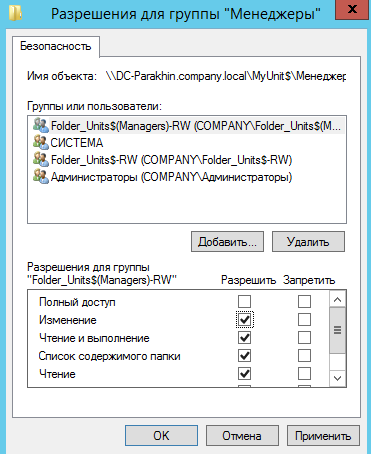 Разрешения для группы "Менеджеры"
x
Безопасность
Имя объекта: \\DC-Parakhin.company.local\MyUnit$\Менеджер
Группы или пользователи:
Folder_Units$(Managers)-RW (COMPANY\Folder_Units$(M...
СИСТЕМА
Folder_Units$-RW (COMPANY\Folder_Units$-RW)
Администраторы (COMPANY\Администраторы)
Добавить... Удалить
Разрешения для группы
"Folder_Units$(Managers)-RW" Разрешить Запретить
Полный доступ
Изменение
Чтение и выполнение
Список содержимого папки
Чтение
OK Отмена Применить